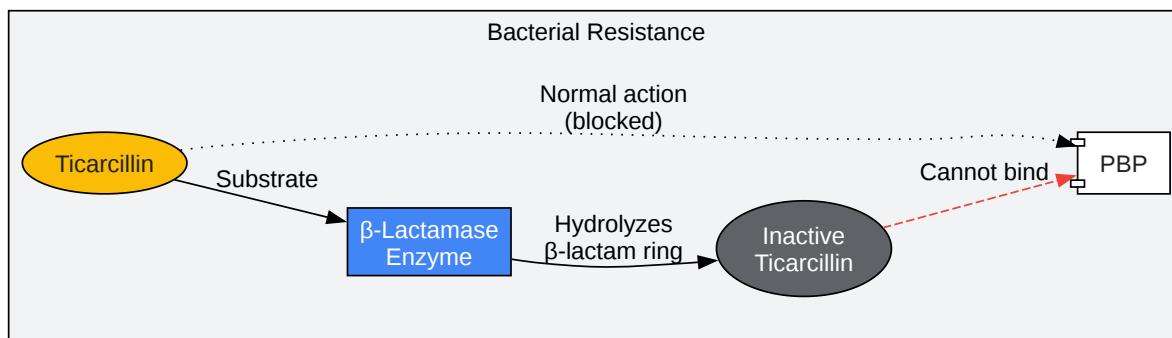 Bacterial Resistance
Normal action
(blocked)
Ticarcillin
Substrate
β-Lactamase
Enzyme
Hydrolyzes
β-lactam ring
Inactive
Ticarcillin
Cannot bind
PBP